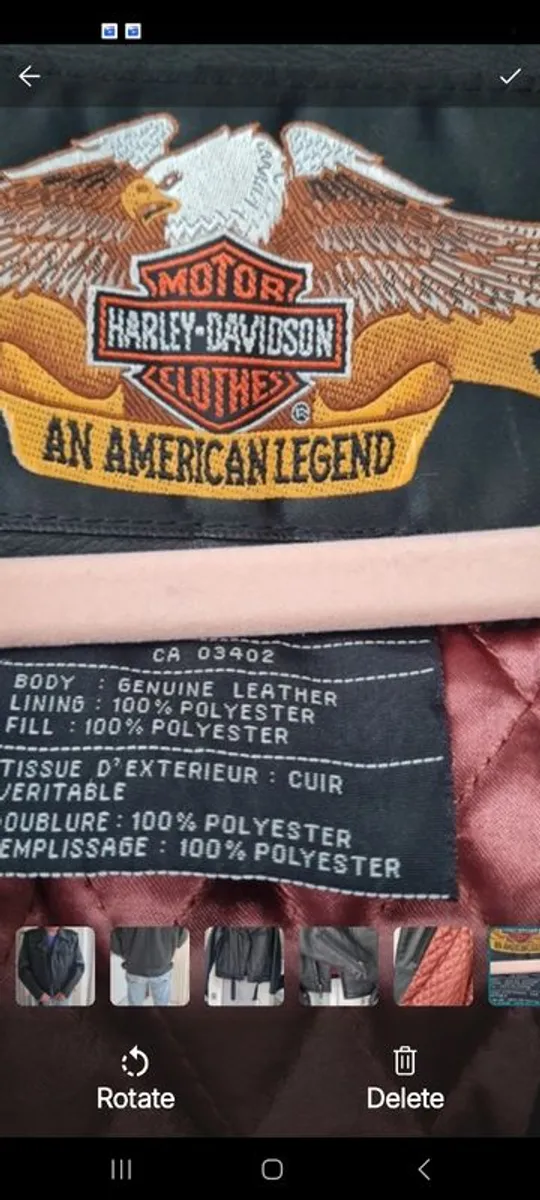 MOTOR
HARLEY-DAVIDSON
CLOTHES
®
AN AMERICAN LEGEND
CA 03402
BODY : GENUINE LEATHER
LINING : 100% POLYESTER
FILL : 100% POLYESTER
TISSUE D'EXTERIEUR : CUIR
VERITABLE
OUBLURE : 100% POLYESTER
EMPLISSAGE : 100% POLYESTER
Rotate
Delete